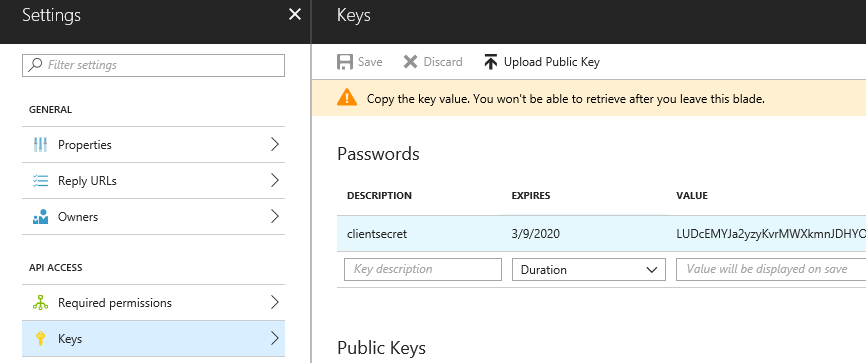 Settings
Keys
Filter settings
GENERAL
Properties
Reply URLs
Owners
API ACCESS
Required permissions
Keys
Save Discard Upload Public Key
Copy the key value. You won't be able to retrieve after you leave this blade.
Passwords
DESCRIPTION EXPIRES VALUE
clientsecret 3/9/2020 LUDcEMYJa2yzyKvrMWXkmnJDHYO
Key description Duration Value will be displayed on save
Public Keys